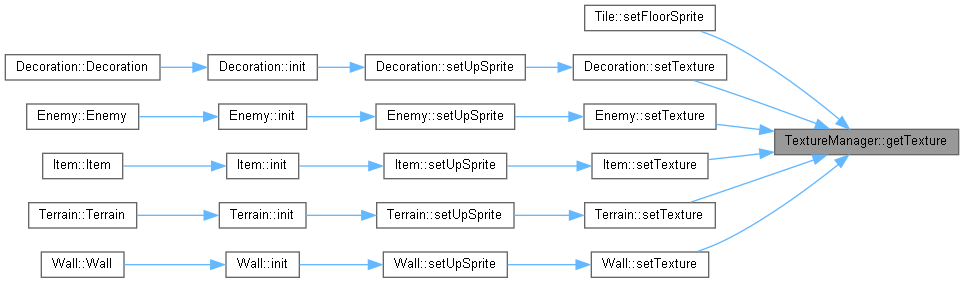 Tile::setFloorSprite
Decoration::Decoration
Decoration::init
Decoration::setUpSprite
Decoration::setTexture
Enemy::Enemy
Enemy::init
Enemy::setUpSprite
Enemy::setTexture
TextureManager::getTexture
Item::Item
Item::init
Item::setUpSprite
Item::setTexture
Terrain::Terrain
Terrain::init
Terrain::setUpSprite
Terrain::setTexture
Wall::Wall
Wall::init
Wall::setUpSprite
Wall::setTexture